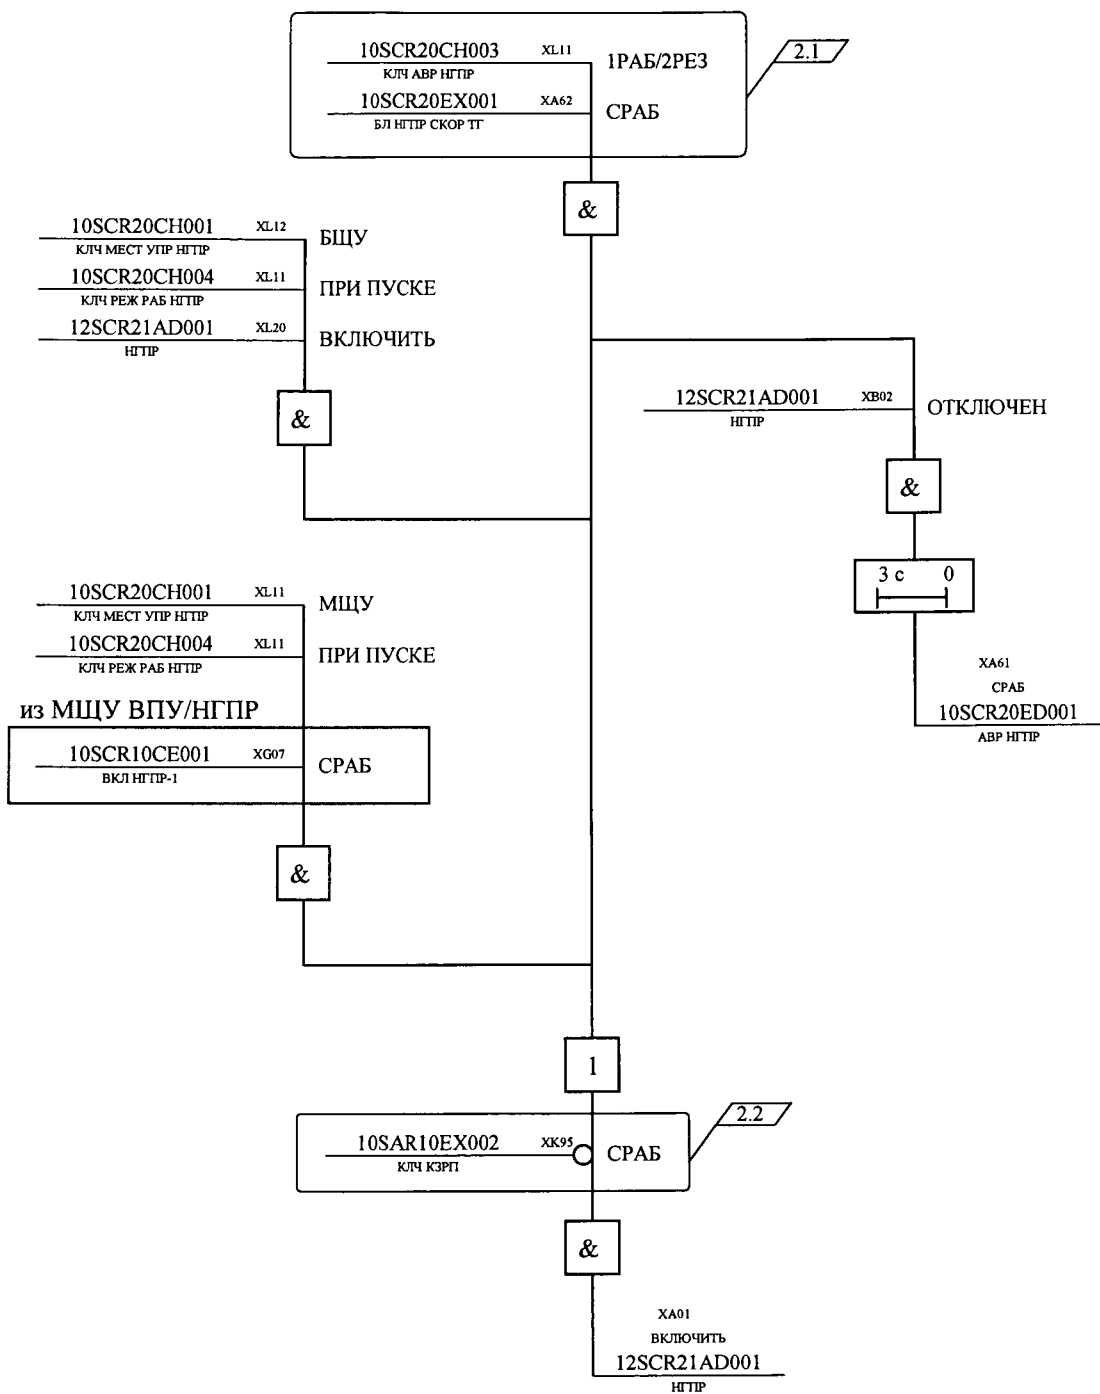 10SCR20CH003 XL11 1РАБ/2РЕЗ
КЛЧ АВР НГПР
2.1
10SCR20EX001 XA62 СРАБ
БЛ НГПР СКОР ТГ
&
10SCR20CH001 XL12 БЩУ
КЛЧ МЕСТ УПР НГПР
10SCR20CH004 XL11 ПРИ ПУСКЕ
КЛЧ РЕЖ РАБ НГПР
12SCR21AD001 XL20 ВКЛЮЧИТЬ
НГПР
&
12SCR21AD001 XB02 ОТКЛЮЧЕН
НГПР
&
3 с 0
XA61
СРАБ
10SCR20ED001
АВР НГПР
10SCR20CH001 XL11 МЩУ
КЛЧ МЕСТ УПР НГПР
10SCR20CH004 XL11 ПРИ ПУСКЕ
КЛЧ РЕЖ РАБ НГПР
из МЩУ ВПУ/НГПР
10SCR10CE001 XG07 СРАБ
ВКЛ НГПР-1
&
1
2.2
10SAR10EX002 XK95 СРАБ
КЛЧ КЗРП
&
XA01
ВКЛЮЧИТЬ
12SCR21AD001
НГПР